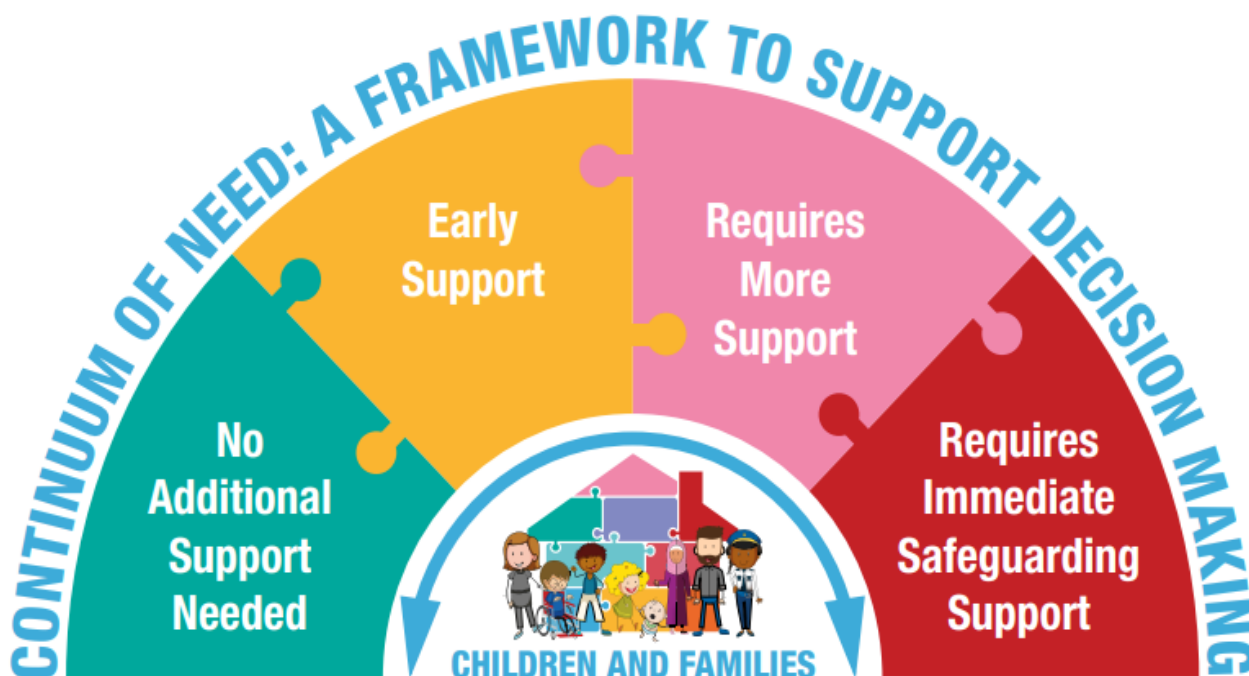 CONTINUUM OF NEED: A FRAMEWORK TO SUPPORT DECISION MAKING
No
Additional
Support
Needed
Early
Support
Requires
More
Support
Requires
Immediate
Safeguarding
Support
CHILDREN AND FAMILIES